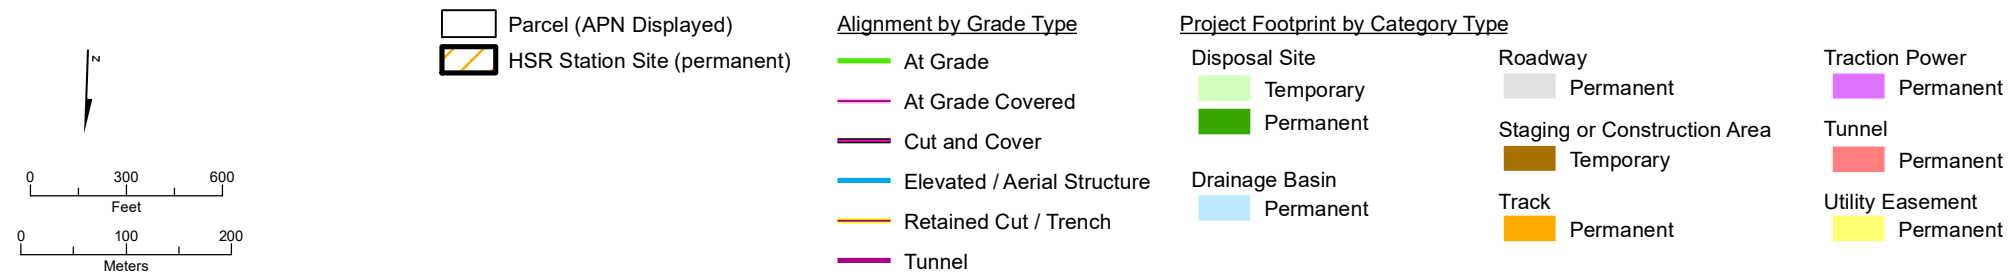 N
0 300 600
Feet
0 100 200
Meters
Parcel (APN Displayed)
HSR Station Site (permanent)
Alignment by Grade Type
At Grade
At Grade Covered
Cut and Cover
Elevated / Aerial Structure
Retained Cut / Trench
Tunnel
Project Footprint by Category Type
Disposal Site
Temporary
Permanent
Drainage Basin
Permanent
Roadway
Permanent
Staging or Construction Area
Temporary
Track
Permanent
Traction Power
Permanent
Tunnel
Permanent
Utility Easement
Permanent